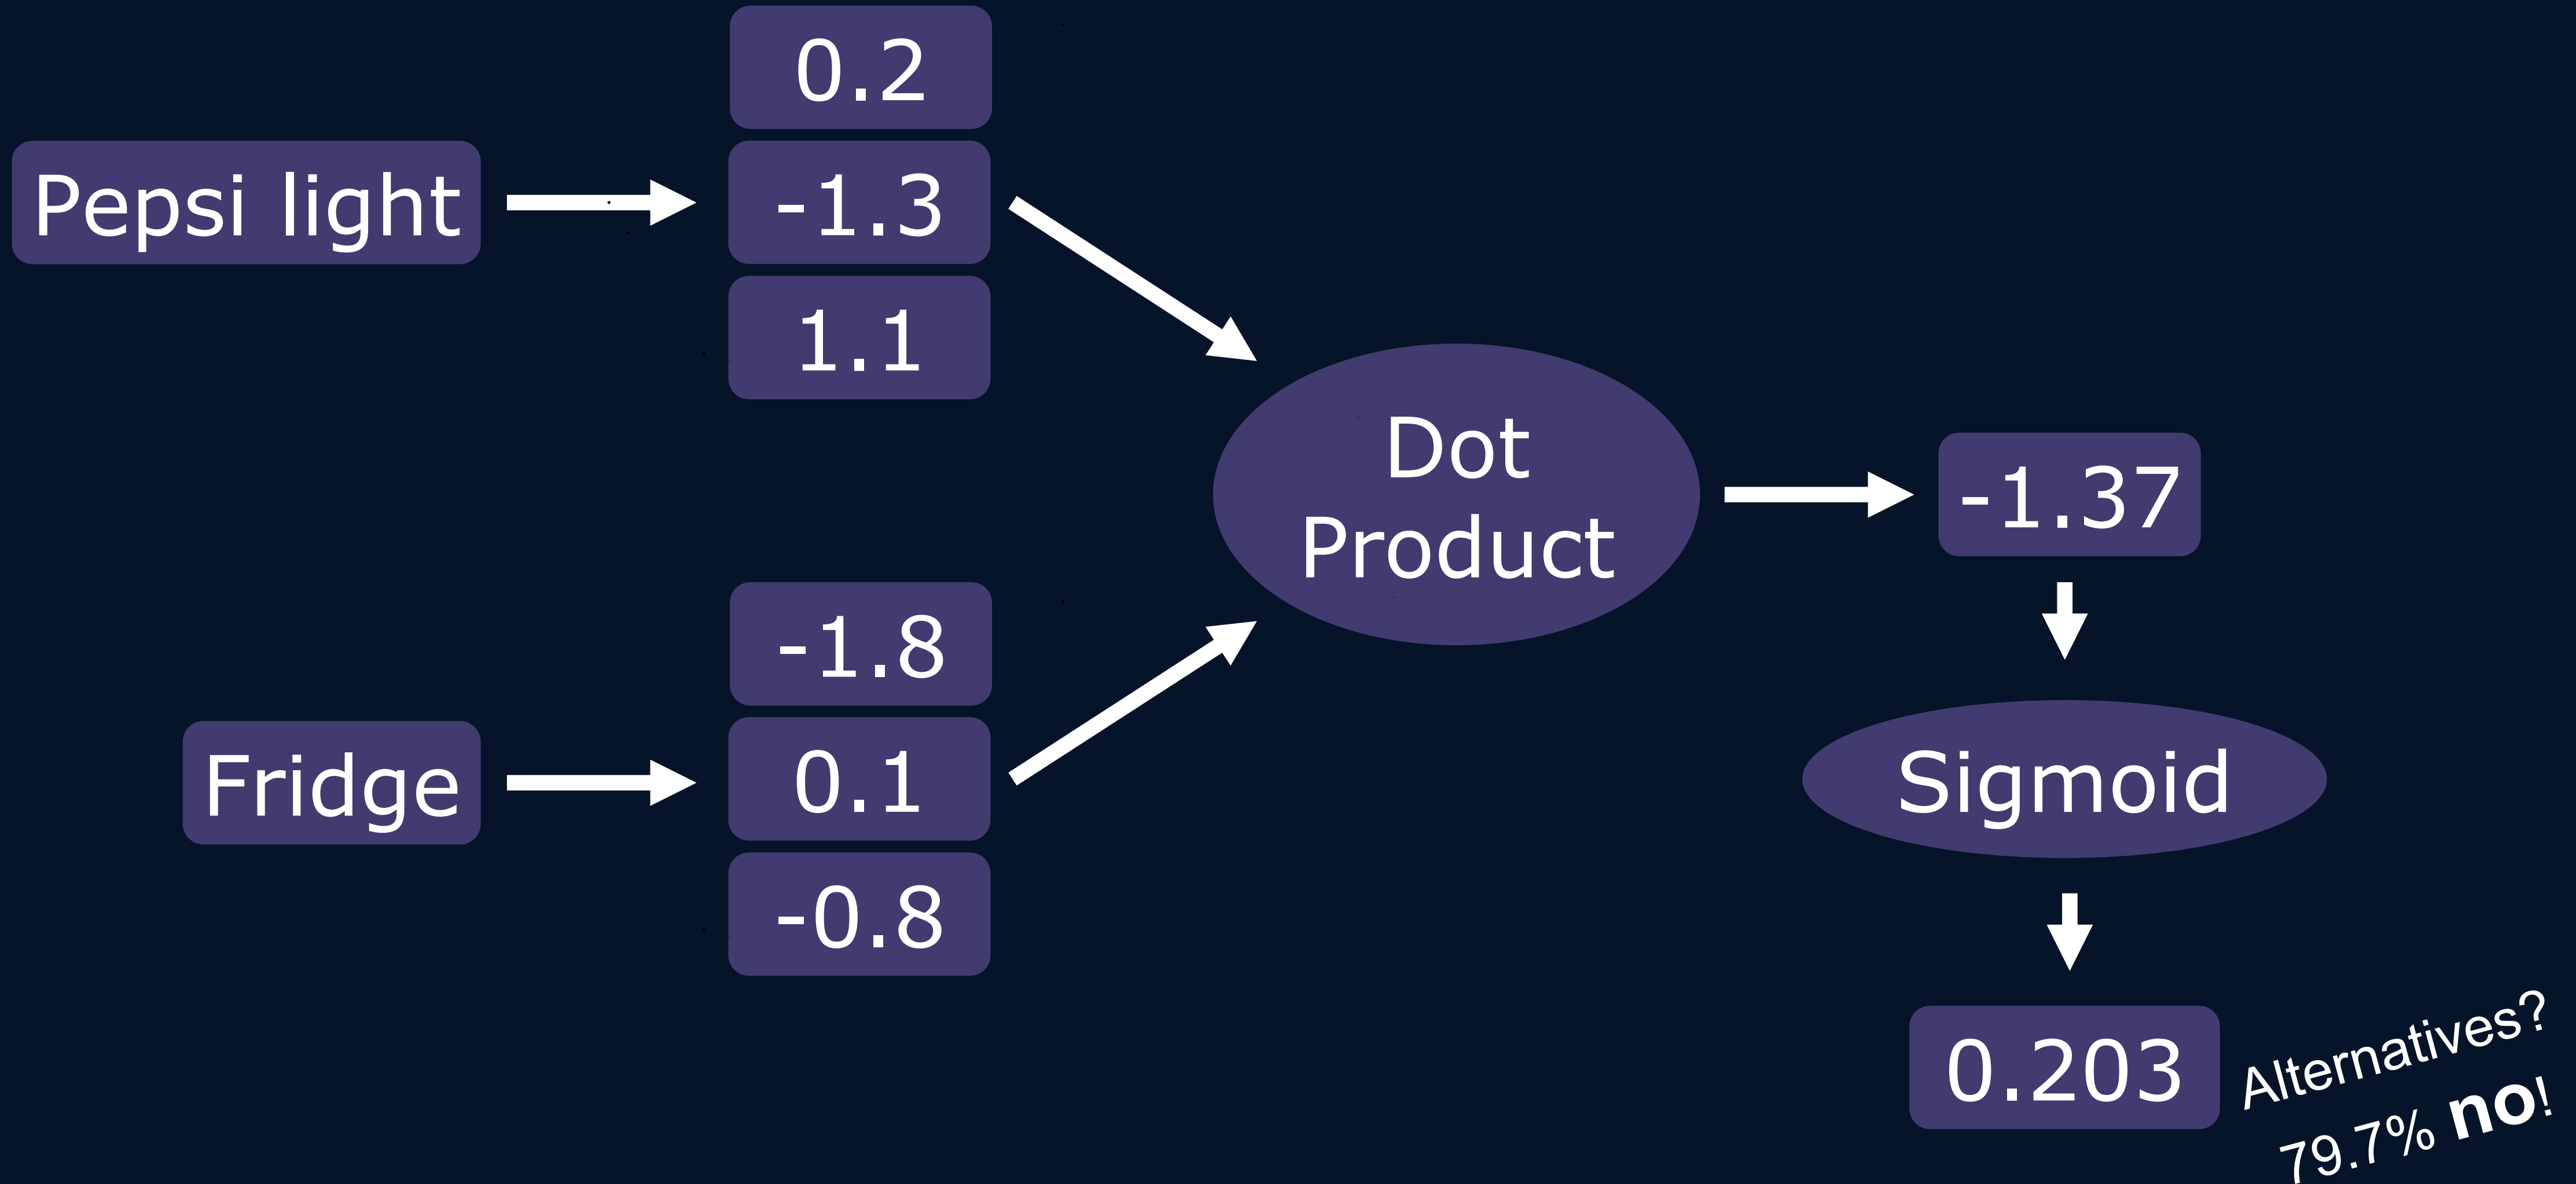 Pepsi light
0.2
-1.3
1.1
Fridge
-1.8
0.1
-0.8
Dot
Product
-1.37
Sigmoid
0.203
Alternatives?
79.7% no!